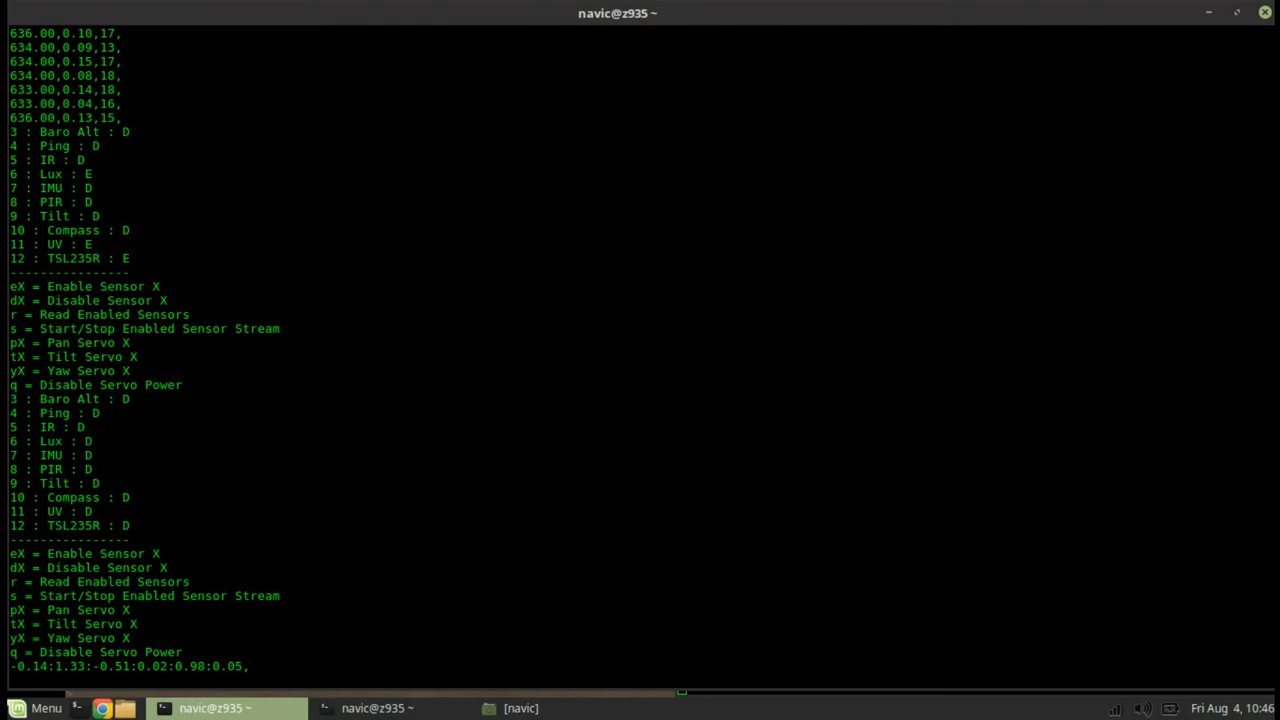 navic@z935 ~
636.00,0.10,17,
634.00,0.09,13,
634.00,0.15,17,
634.00,0.08,18,
633.00,0.14,18,
633.00,0.04,16,
636.00,0.13,15,
3 : Baro Alt : D
4 : Ping : D
5 : IR : D
6 : Lux : E
7 : IMU : D
8 : PIR : D
9 : Tilt : D
10 : Compass : D
11 : UV : E
12 : TSL235R : E
----------------
eX = Enable Sensor X
dX = Disable Sensor X
r = Read Enabled Sensors
s = Start/Stop Enabled Sensor Stream
pX = Pan Servo X
tX = Tilt Servo X
yX = Yaw Servo X
q = Disable Servo Power
3 : Baro Alt : D
4 : Ping : D
5 : IR : D
6 : Lux : D
7 : IMU : D
8 : PIR : D
9 : Tilt : D
10 : Compass : D
11 : UV : D
12 : TSL235R : D
----------------
eX = Enable Sensor X
dX = Disable Sensor X
r = Read Enabled Sensors
s = Start/Stop Enabled Sensor Stream
pX = Pan Servo X
tX = Tilt Servo X
yX = Yaw Servo X
q = Disable Servo Power
-0.14:1.33:-0.51:0.02:0.98:0.05,
Menu navic@z935 ~ navic@z935 ~ [navic] Fri Aug 4, 10:46